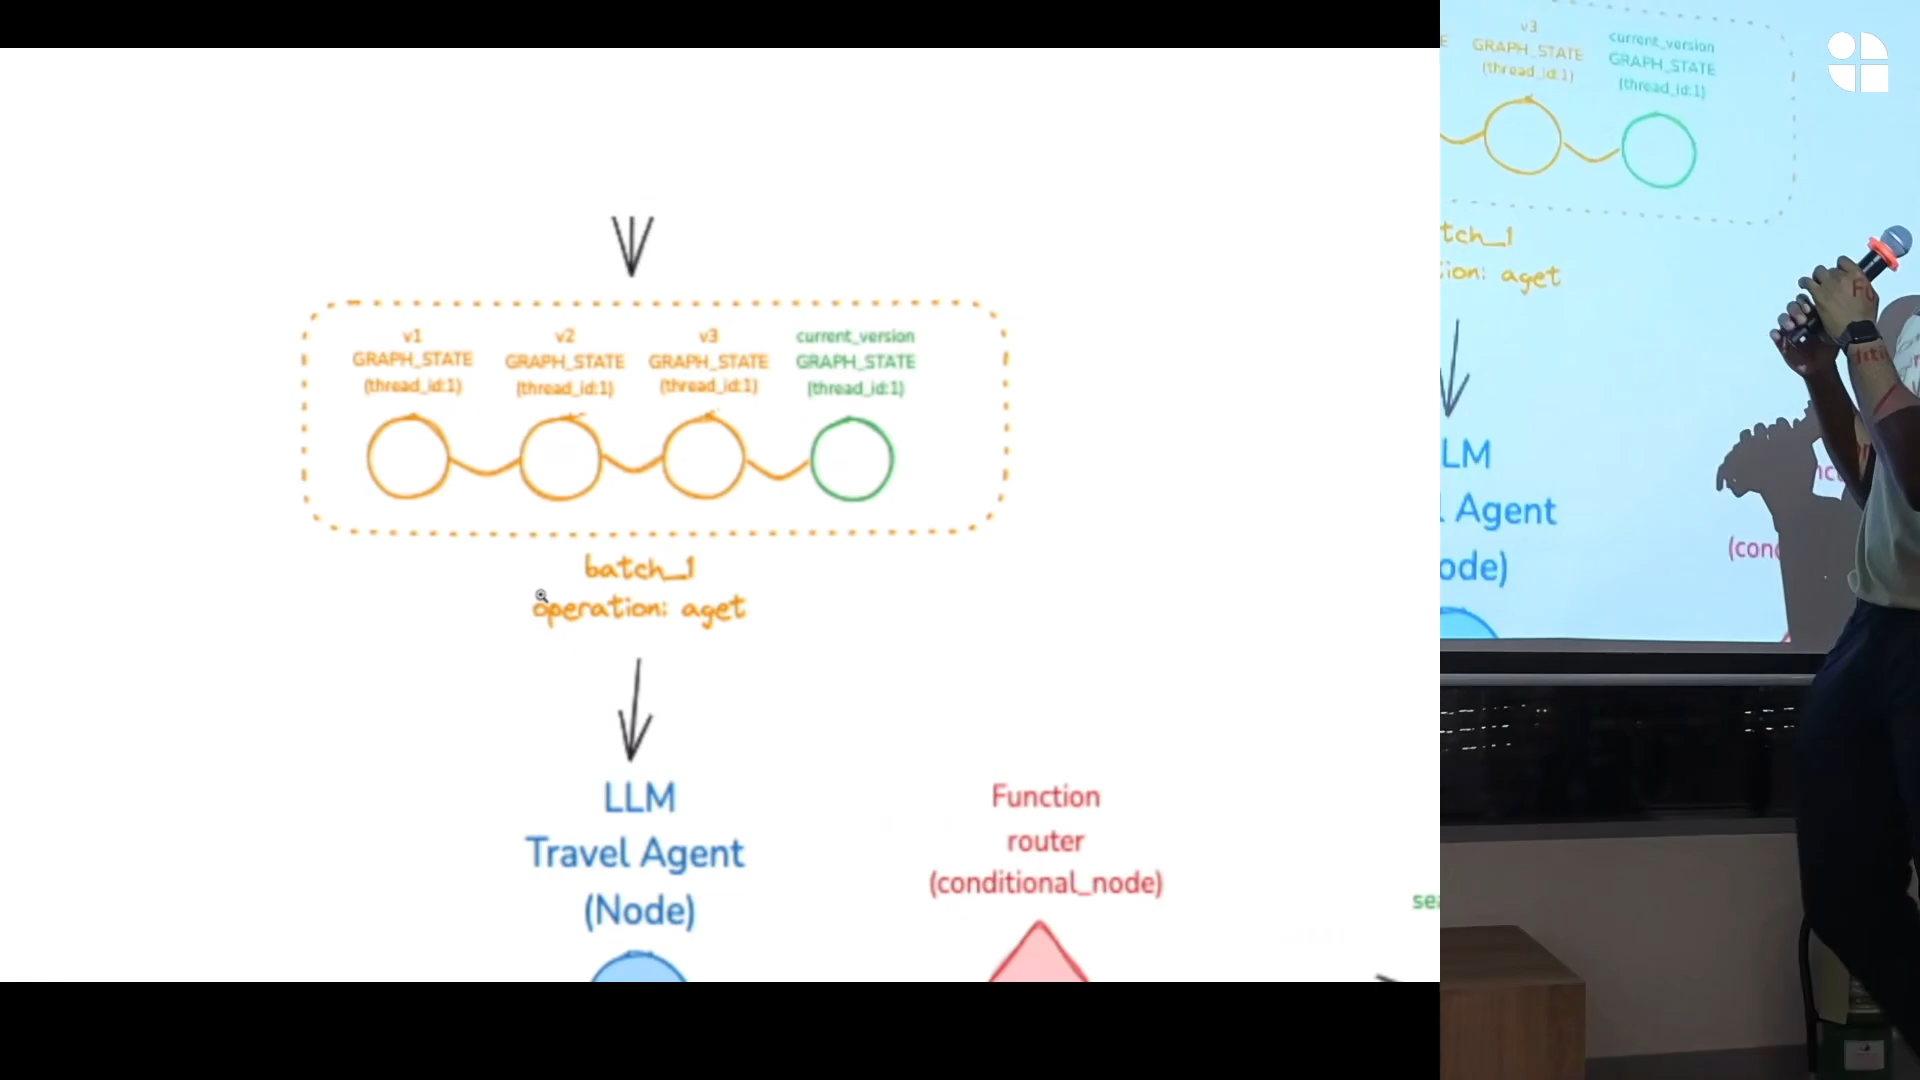 v1
GRAPH_STATE
(thread_id:1)
v2
GRAPH_STATE
(thread_id:1)
v3
GRAPH_STATE
(thread_id:1)
current_version
GRAPH_STATE
(thread_id:1)
batch_1
operation: aget
LLM
Travel Agent
(Node)
Function
router
(conditional_node)
sea
v3
GRAPH_STATE
(thread_id:1)
current_version
GRAPH_STATE
(thread_id:1)
tch_1
ion: aget
LM
Agent
ode)
(con